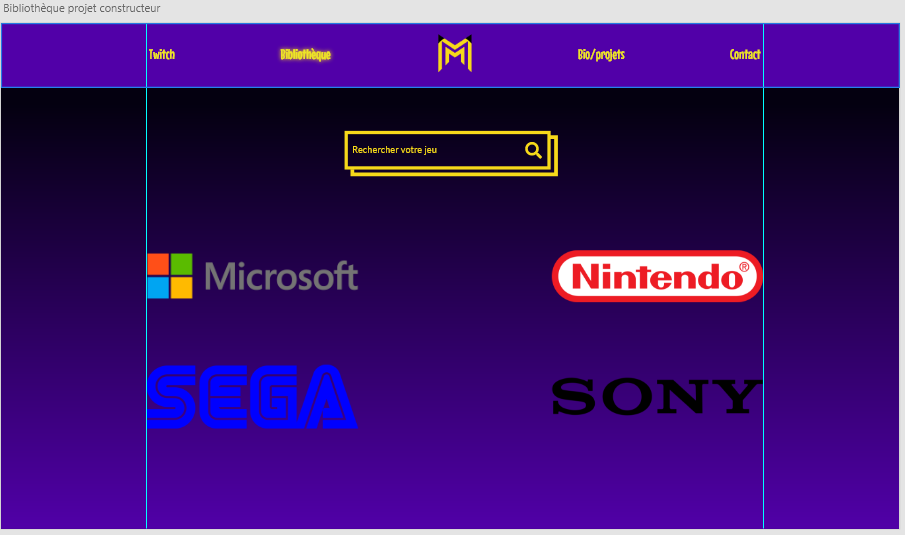 Bibliothèque projet constructeur
Twitch
Bibliothèque
M
Bio/projets
Contact
Rechercher votre jeu
Microsoft
Nintendo®
SEGA
SONY